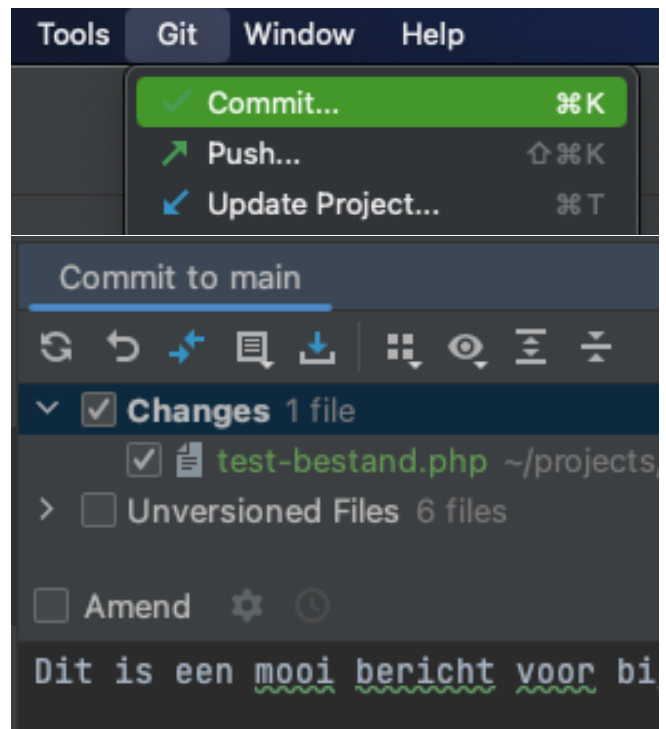 Tools Git Window Help
Commit... ⌘K
Push... ⇧⌘K
Update Project... ⌘T
Commit to main
Changes 1 file
test-bestand.php ~/projects
Unversioned Files 6 files
Amend
Dit is een mooi bericht voor